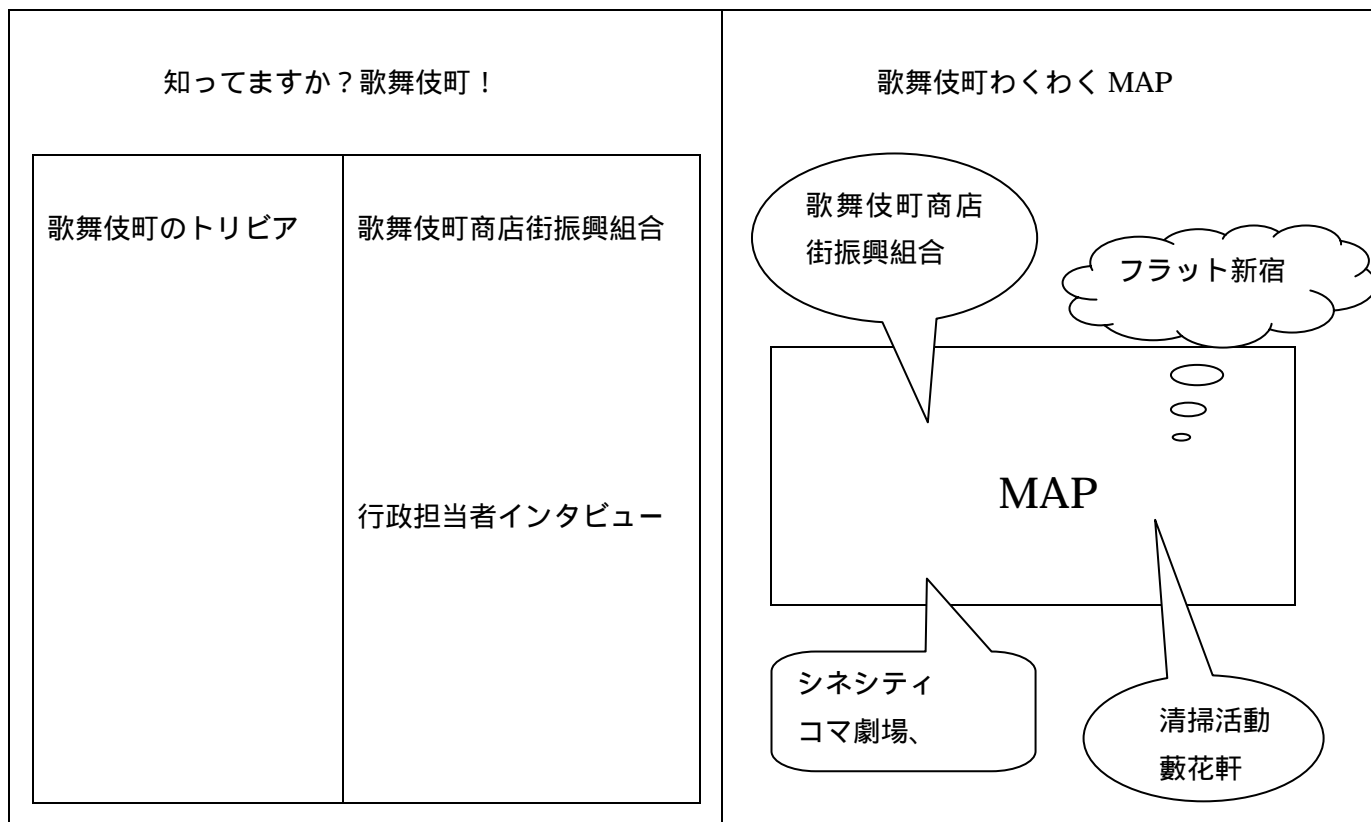 知ってますか？歌舞伎町！
歌舞伎町のトリビア
歌舞伎町商店街振興組合
行政担当者インタビュー
歌舞伎町わくわく MAP
歌舞伎町商店
街振興組合
フラット新宿
MAP
シネシティ
コマ劇場、
清掃活動
藪花軒